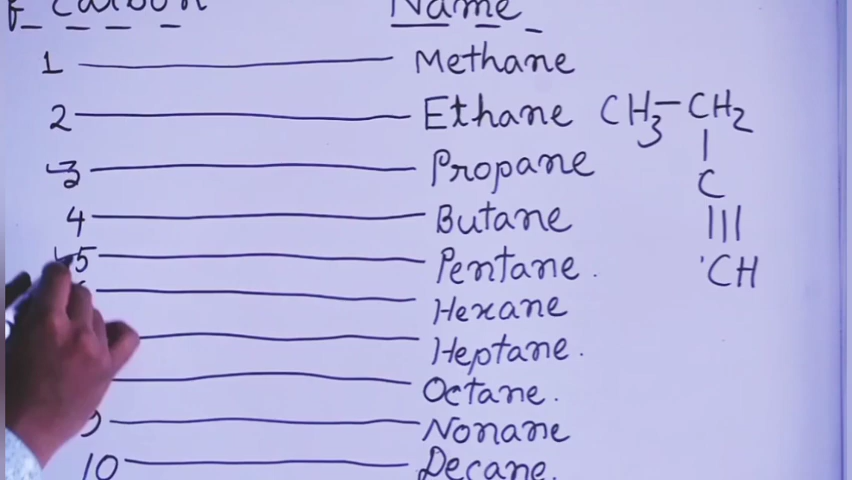 Name
1 Methane
2 Ethane
3 Propane
4 Butane
5 Pentane.
Hexane
Heptane.
Octane.
Nonane
10 Decane.
CH3-CH2
|
C
|||
CH